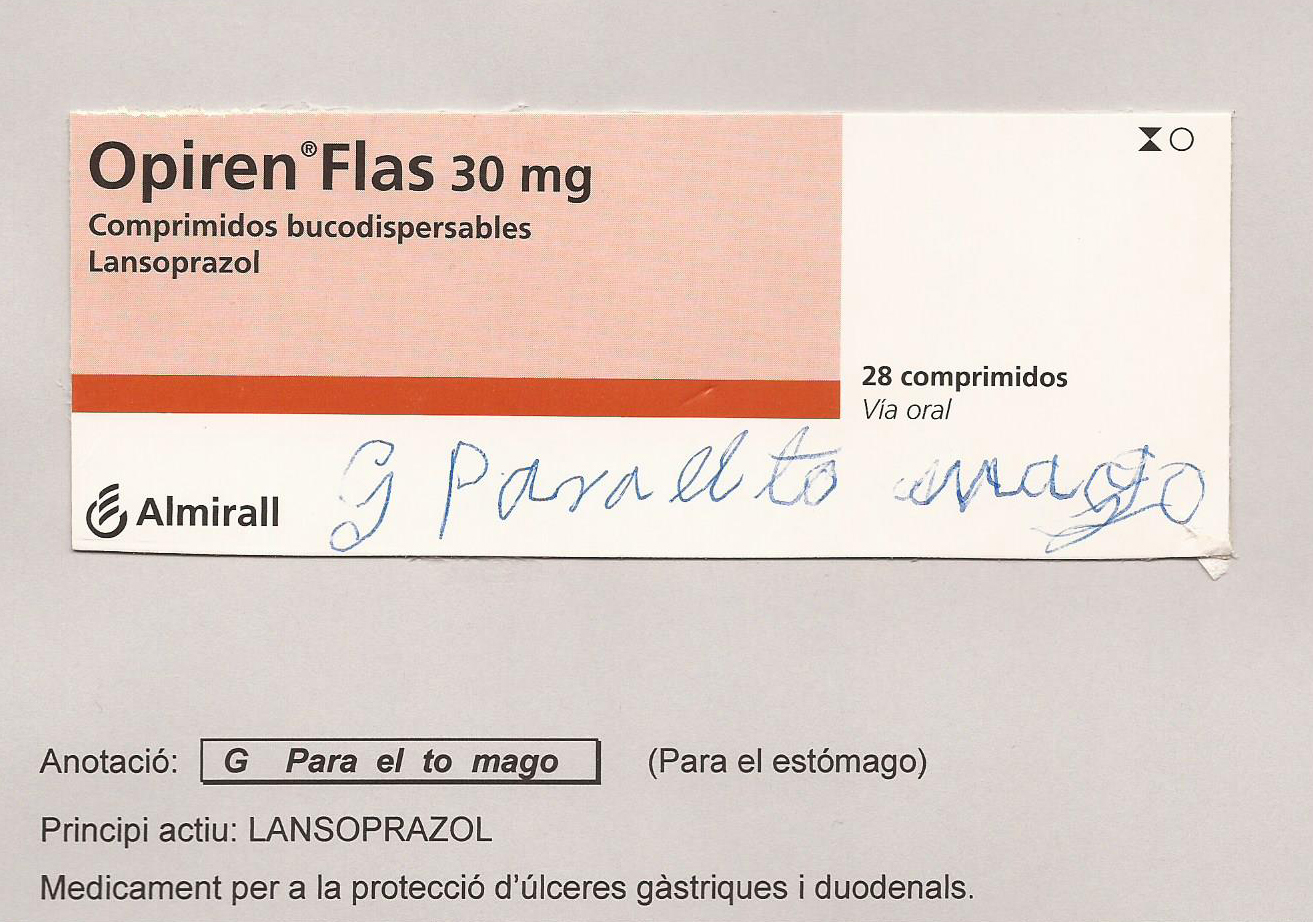 Opiren® Flas 30 mg
Comprimidos bucodispersables
Lansoprazol
28 comprimidos
Vía oral
Almirall
G Para el to mago
Anotació: G Para el to mago (Para el estómago)
Principi actiu: LANSOPRAZOL
Medicament per a la protecció d'úlceres gàstriques i duodenals.